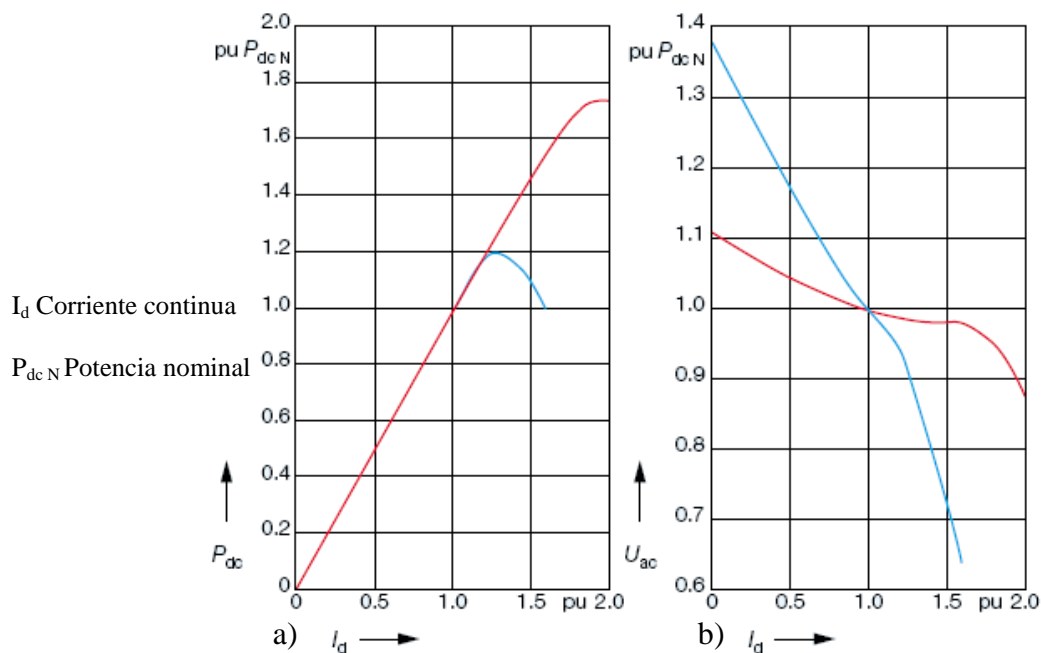 I_d Corriente continua
P_dc N Potencia nominal
2.0
pu P_dc N
1.8
1.6
1.4
1.2
1.0
0.8
0.6
0.4
0.2
0
P_dc
0 0.5 1.0 1.5 pu 2.0
a) I_d
1.4
pu P_dc N
1.3
1.2
1.1
1.0
0.9
0.8
0.7
0.6
U_ac
0 0.5 1.0 1.5 pu 2.0
b) I_d